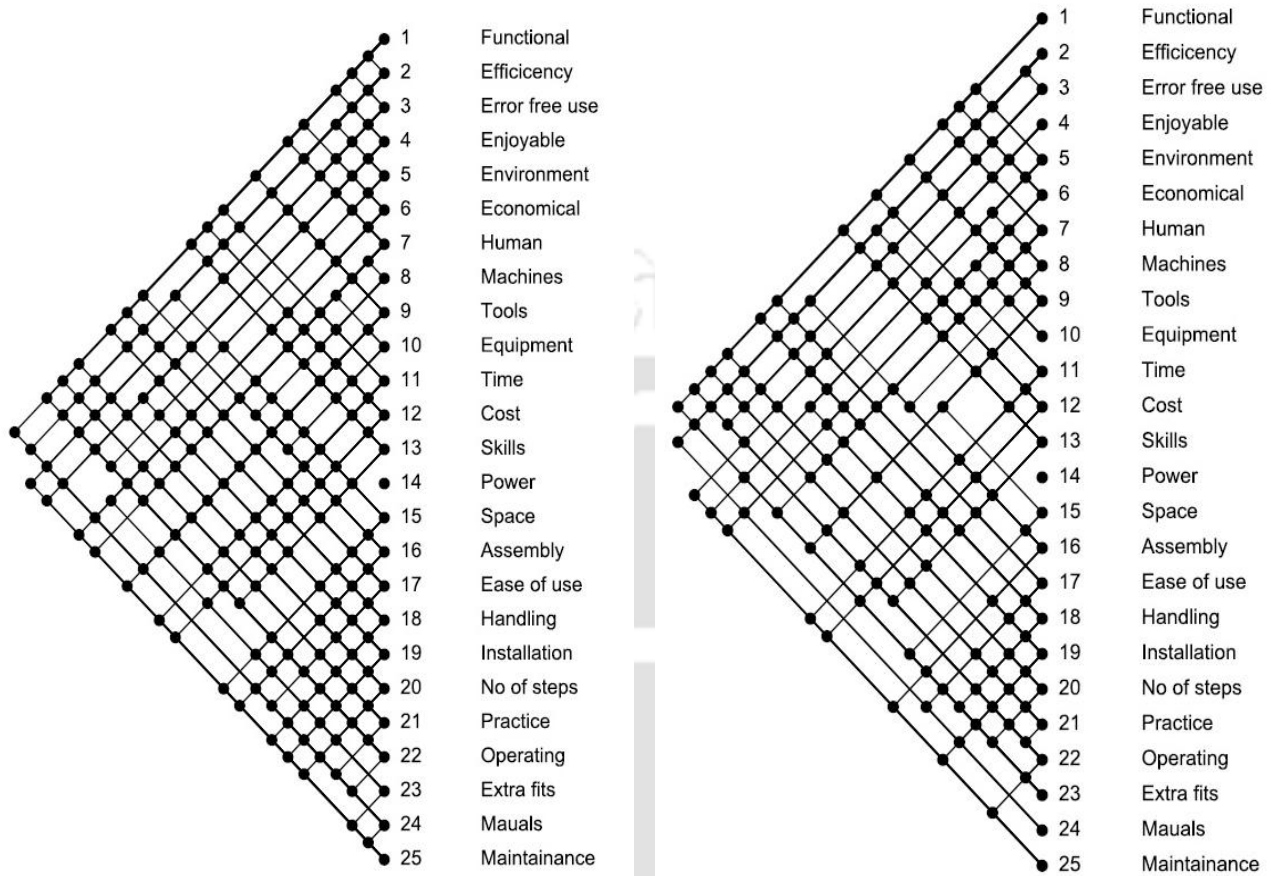 1 Functional
2 Efficicency
3 Error free use
4 Enjoyable
5 Environment
6 Economical
7 Human
8 Machines
9 Tools
10 Equipment
11 Time
12 Cost
13 Skills
14 Power
15 Space
16 Assembly
17 Ease of use
18 Handling
19 Installation
20 No of steps
21 Practice
22 Operating
23 Extra fits
24 Mauals
25 Maintainance
1 Functional
2 Efficicency
3 Error free use
4 Enjoyable
5 Environment
6 Economical
7 Human
8 Machines
9 Tools
10 Equipment
11 Time
12 Cost
13 Skills
14 Power
15 Space
16 Assembly
17 Ease of use
18 Handling
19 Installation
20 No of steps
21 Practice
22 Operating
23 Extra fits
24 Mauals
25 Maintainance